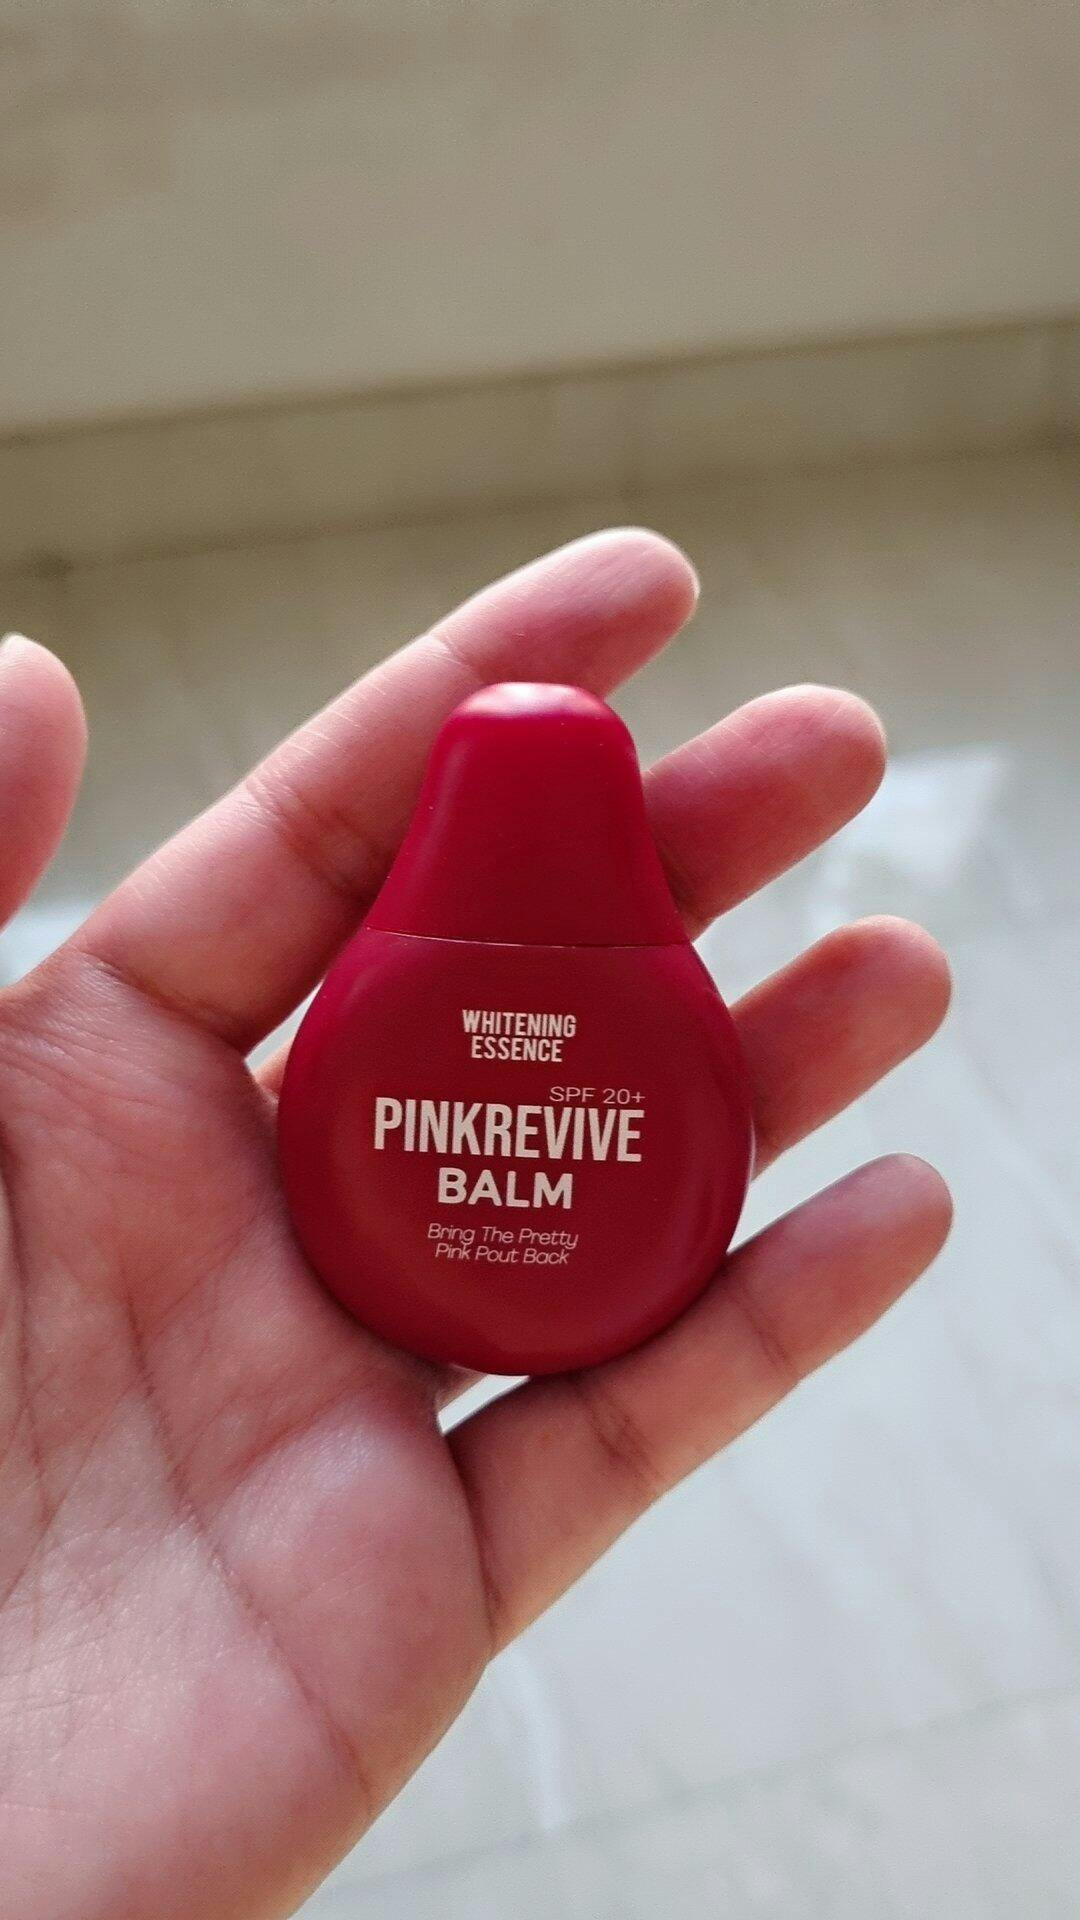 WHITENING
ESSENCE
SPF 20+
PINKREVIVE
BALM
Bring The Pretty
Pink Pout Back